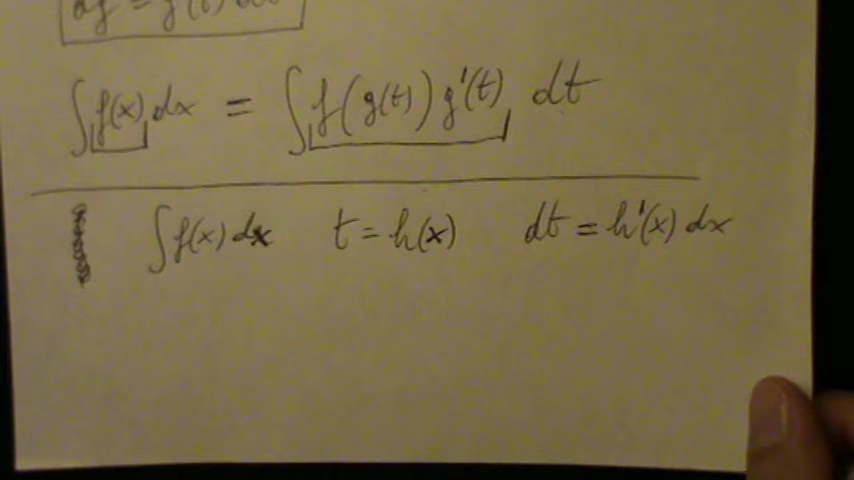 ∫ f(x) dx = ∫ f(g(t)) g'(t) dt
∫ f(x) dx t = h(x) dt = h'(x) dx